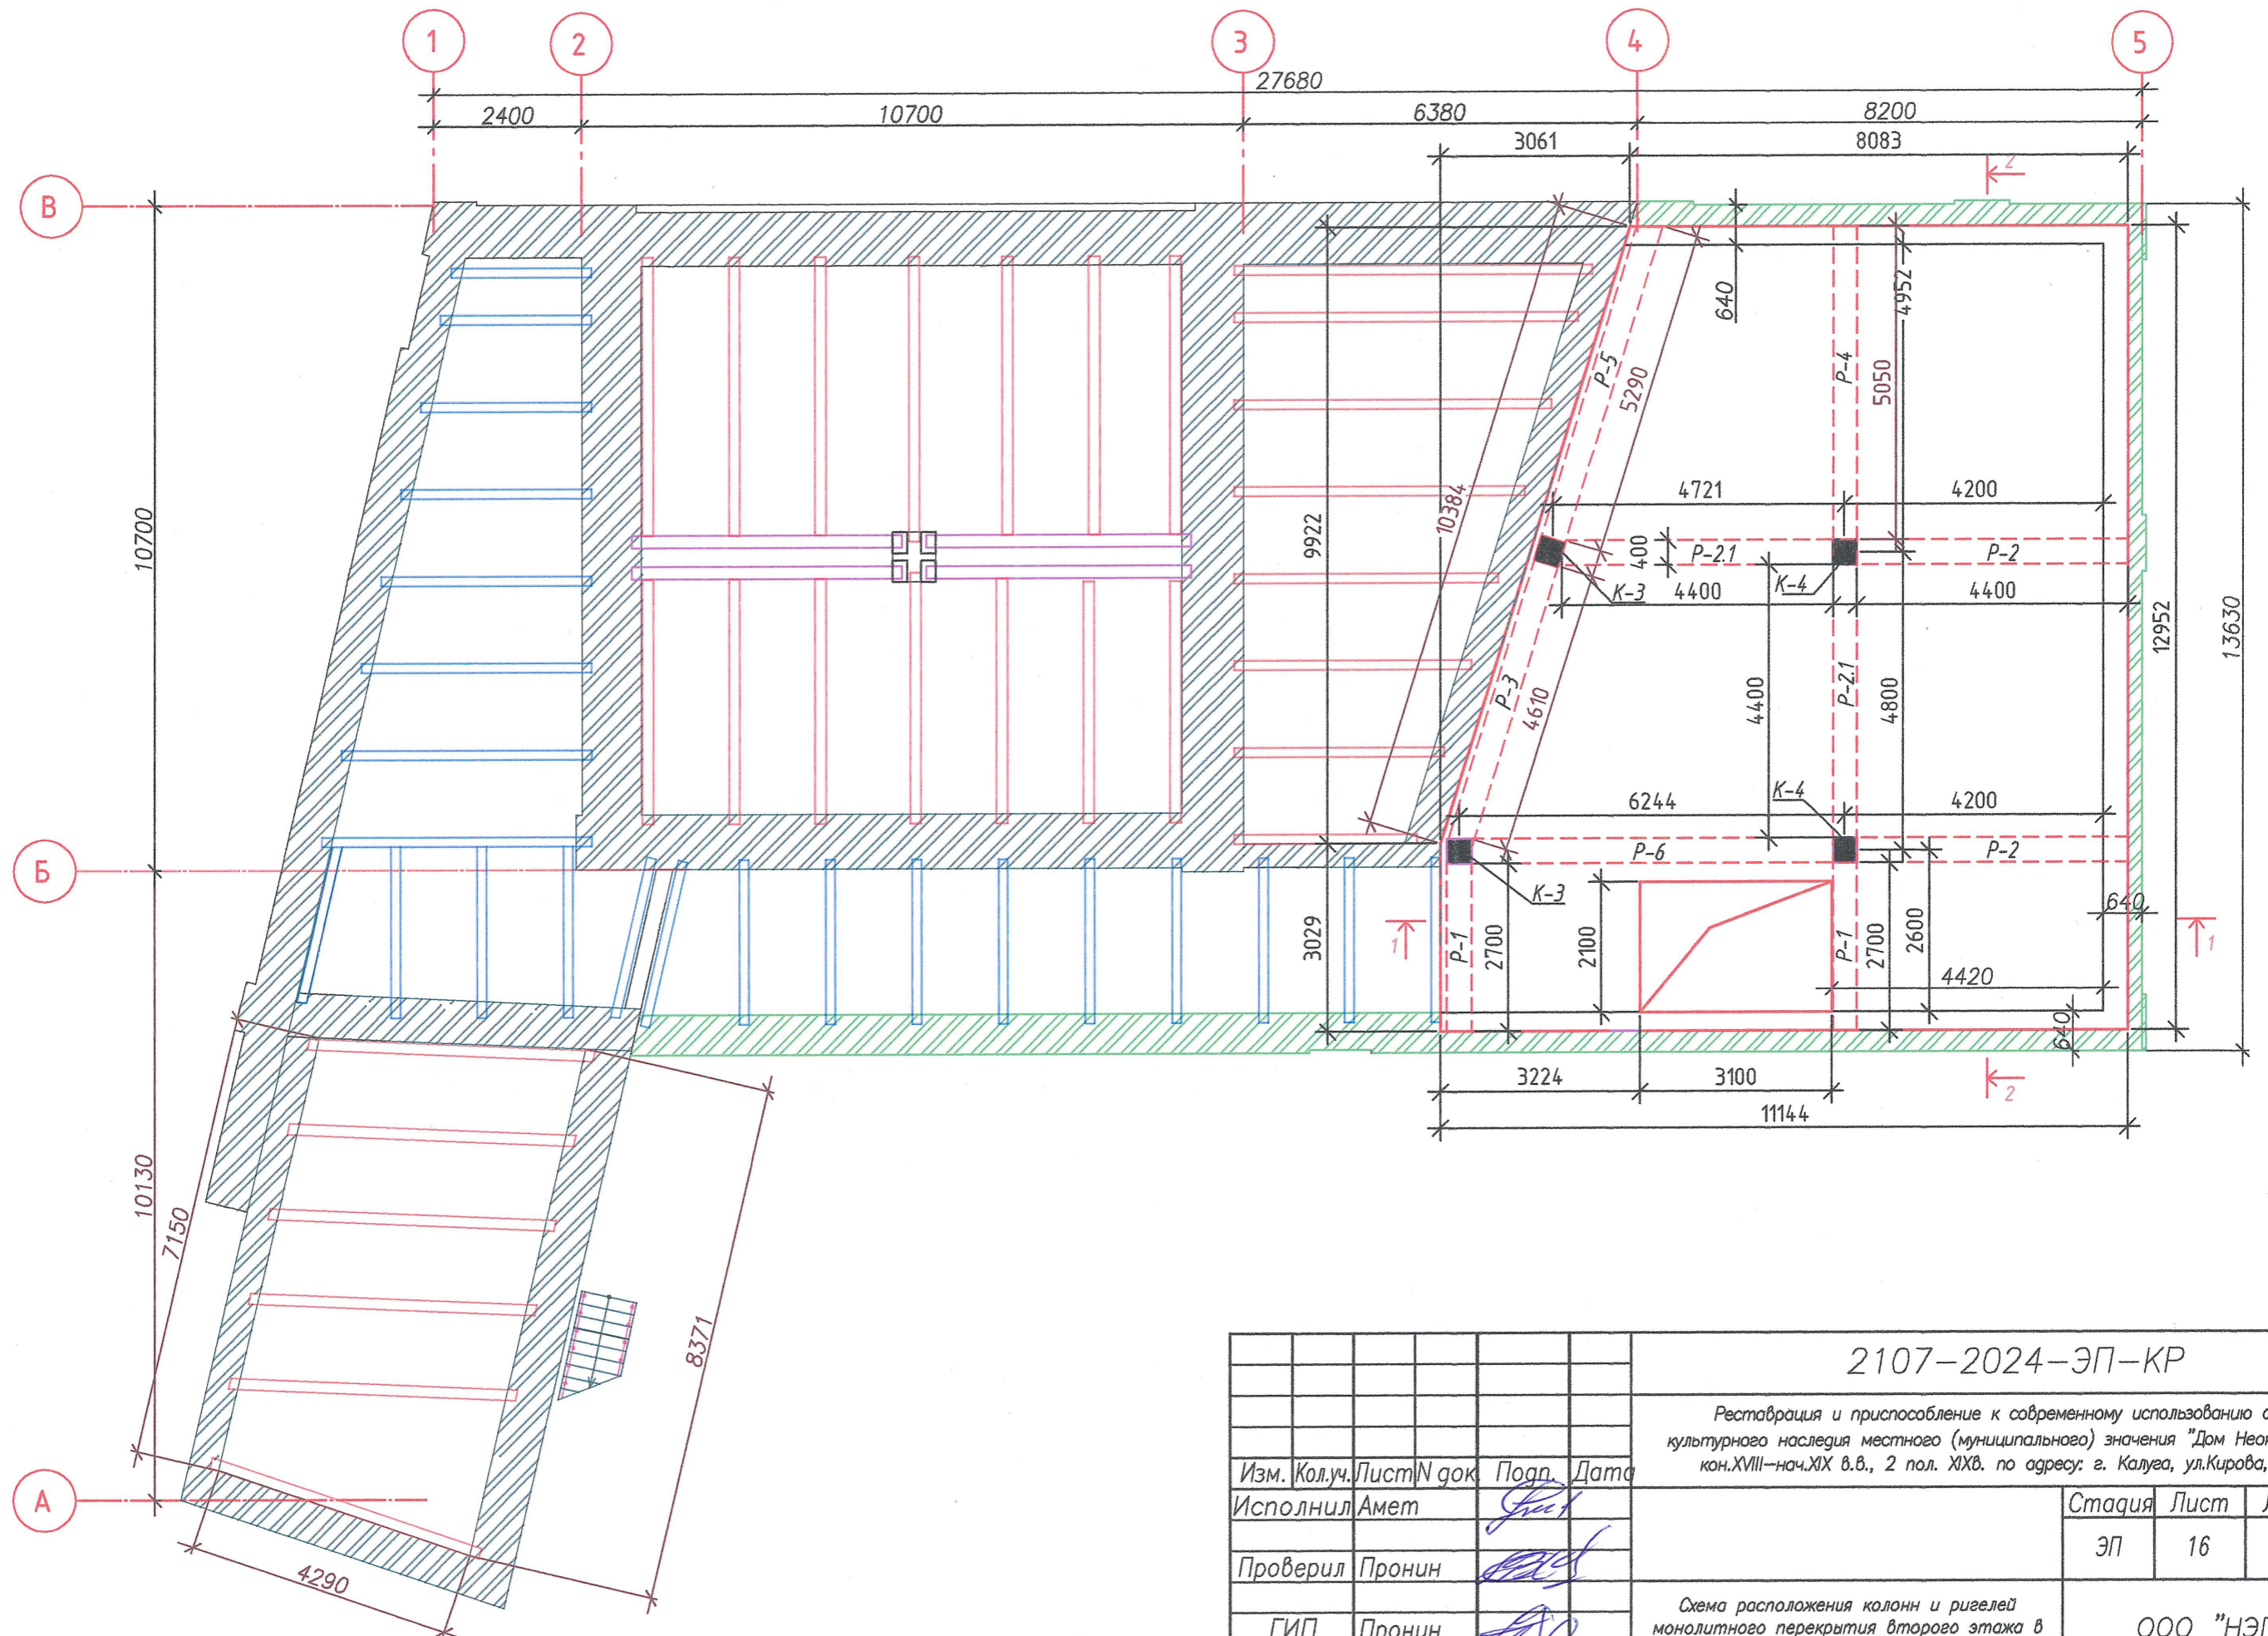 1
2
3
4
5
27680
2400
10700
6380
8200
3061
8083
2
В
640
4952
Р-5
5290
Р-4
5050
10700
10384
9922
4721
4200
400
Р-2.1
Р-2
К-3
К-4
4400
4400
12952
13630
Р-3
4610
4400
Р-2.1
4800
К-4
6244
4200
Р-6
Р-2
Б
К-3
640
3029
1
Р-1
2700
2100
Р-1
2700
2600
1
4420
640
3224
3100
2
11144
10130
7150
8371
А
4290
2107-2024-ЭП-КР
Реставрация и приспособление к современному использованию
культурного наследия местного (муниципального) значения "Дом
кон.XVIII-нач.XIX в.в., 2 пол. XIXв. по адресу: г. Калуга, ул.Кирова,
Изм. Кол.уч. Лист N док Подп. Дата
Исполнил Амет
Стадия Лист
ЭП 16
Проверил Пронин
ГИП Пронин
Схема расположения колонн и ригелей
монолитного перекрытия второго этажа в
ООО "НЭП